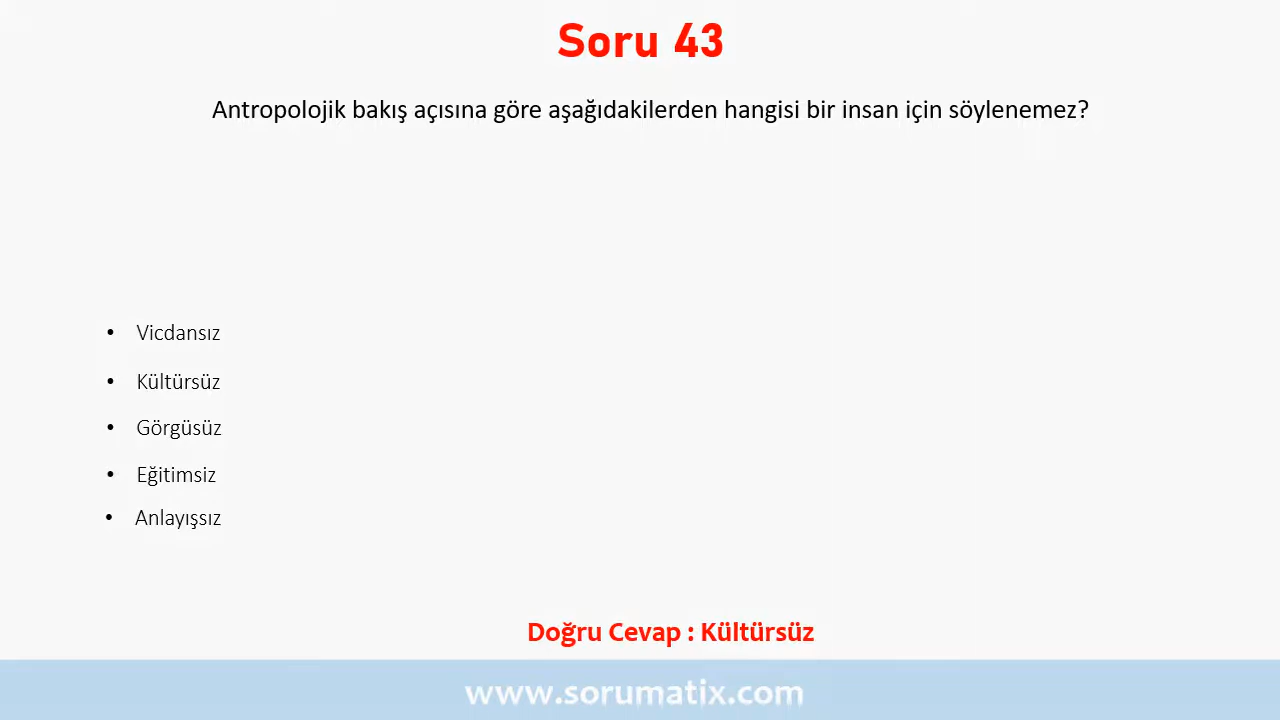 Soru 43
Antropolojik bakış açısına göre aşağıdakilerden hangisi bir insan için söylenemez?
• Vicdansız
• Kültürsüz
• Görgüsüz
• Eğitimsiz
• Anlayışsız
Doğru Cevap : Kültürsüz
www.sorumatix.com